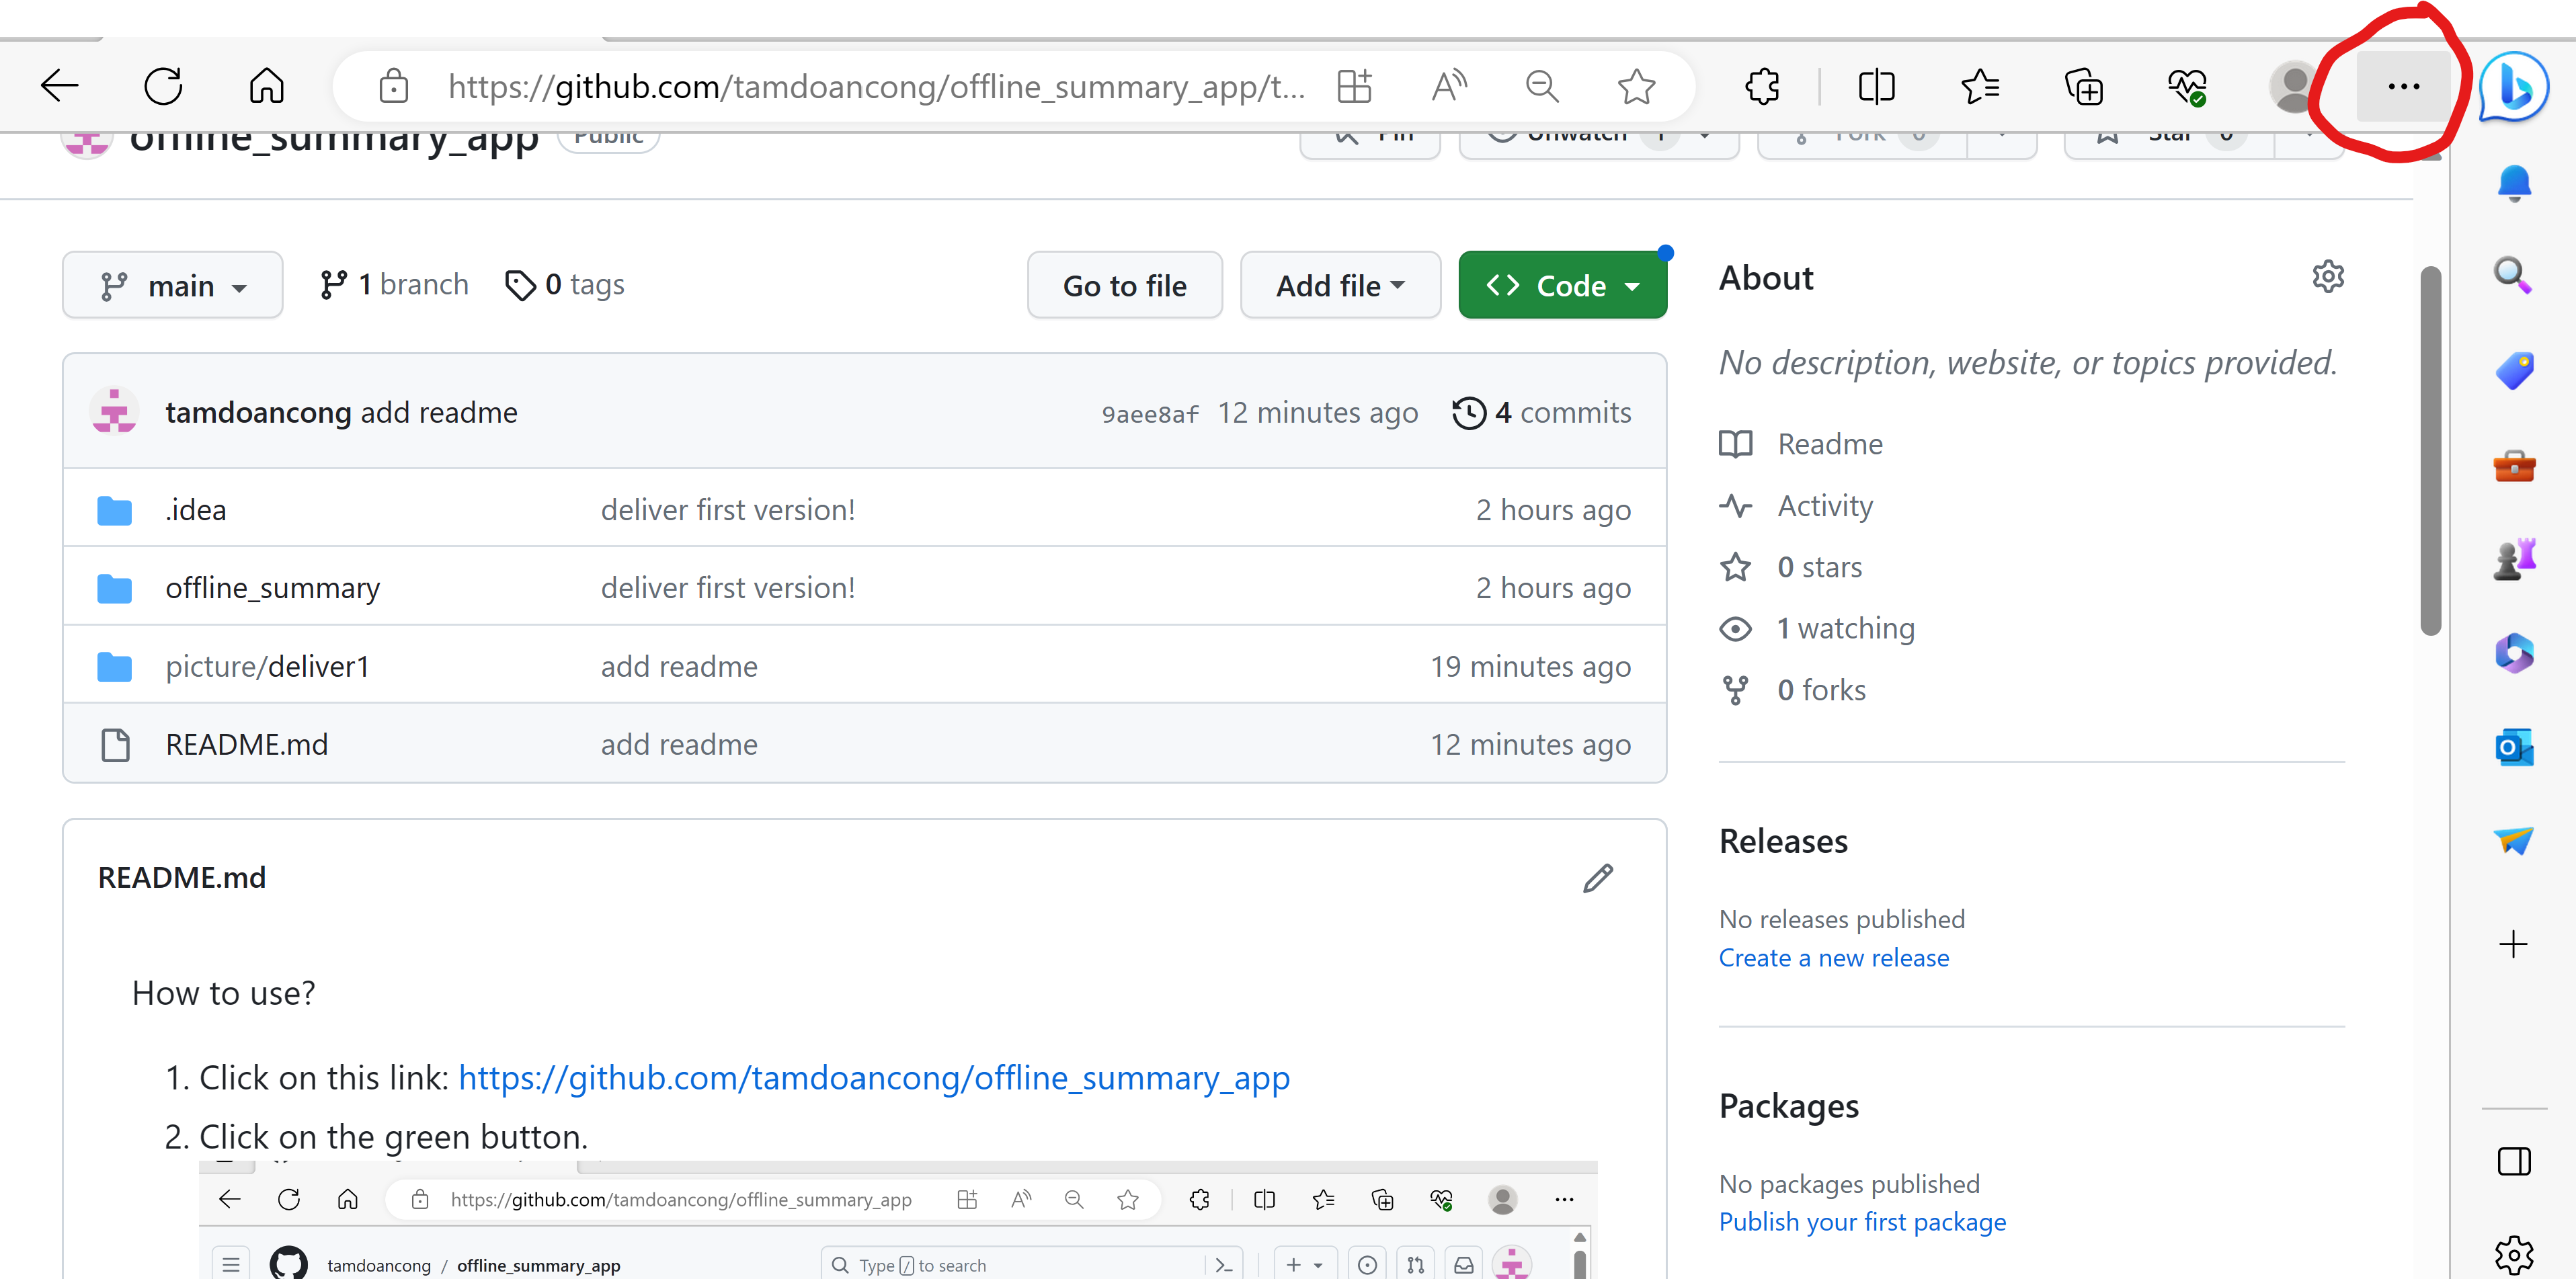 https://github.com/tamdoancong/offline_summary_app/t...
offline_summary_app Public
Pin Unwatch 1 Fork 0 Star 0
main 1 branch 0 tags Go to file Add file <> Code
tamdoancong add readme 9aee8af 12 minutes ago 4 commits
.idea deliver first version! 2 hours ago
offline_summary deliver first version! 2 hours ago
picture/deliver1 add readme 19 minutes ago
README.md add readme 12 minutes ago
README.md
How to use?
1. Click on this link: https://github.com/tamdoancong/offline_summary_app
2. Click on the green button.
https://github.com/tamdoancong/offline_summary_app
tamdoancong / offline_summary_app Type / to search
About
No description, website, or topics provided.
Readme
Activity
0 stars
1 watching
0 forks
Releases
No releases published
Create a new release
Packages
No packages published
Publish your first package